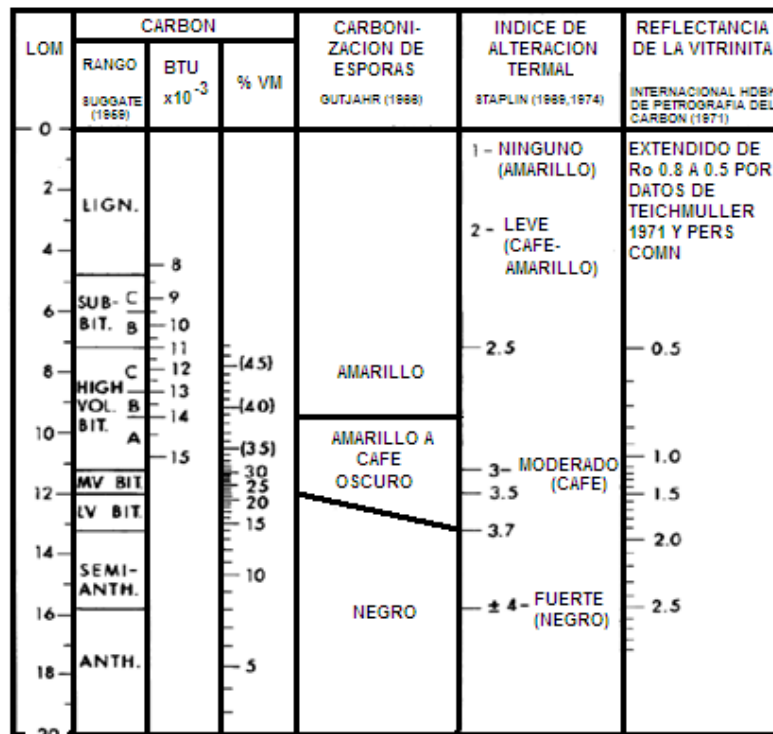 LOM
CARBON
RANGO
SUGGATE
(1959)
BTU
x10 -3
% VM
CARBONI-
ZACION DE
ESPORAS
GUTJAHR (1966)
INDICE DE
ALTERACION
TERMAL
STAPLIN (1969,1974)
REFLECTANCIA
DE LA VITRINITA
INTERNACIONAL HDBK
DE PETROGRAFIA DEL
CARBON (1971)
0
2
4
6
8
10
12
14
16
18
20
LIGN.
SUB- C
BIT. B
HIGH C
VOL. B
BIT. A
MV BIT.
LV BIT.
SEMI-
ANTH.
ANTH.
8
9
10
11
12
13
14
15
(45)
(40)
(35)
30
25
20
15
10
5
AMARILLO
AMARILLO A
CAFE
OSCURO
NEGRO
1 - NINGUNO
(AMARILLO)
2 - LEVE
(CAFE-
AMARILLO)
2.5
3 - MODERADO
(CAFE)
3.5
3.7
± 4 - FUERTE
(NEGRO)
EXTENDIDO DE
Ro 0.8 A 0.5 POR
DATOS DE
TEICHMULLER
1971 Y PERS
COMN
0.5
1.0
1.5
2.0
2.5